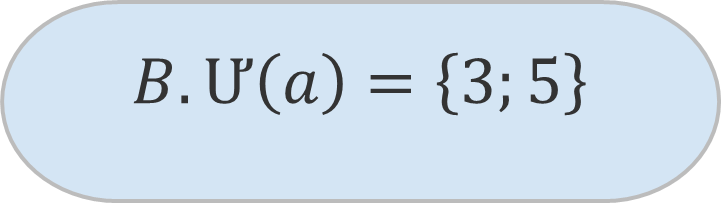 B. Ư(a) = {3; 5}